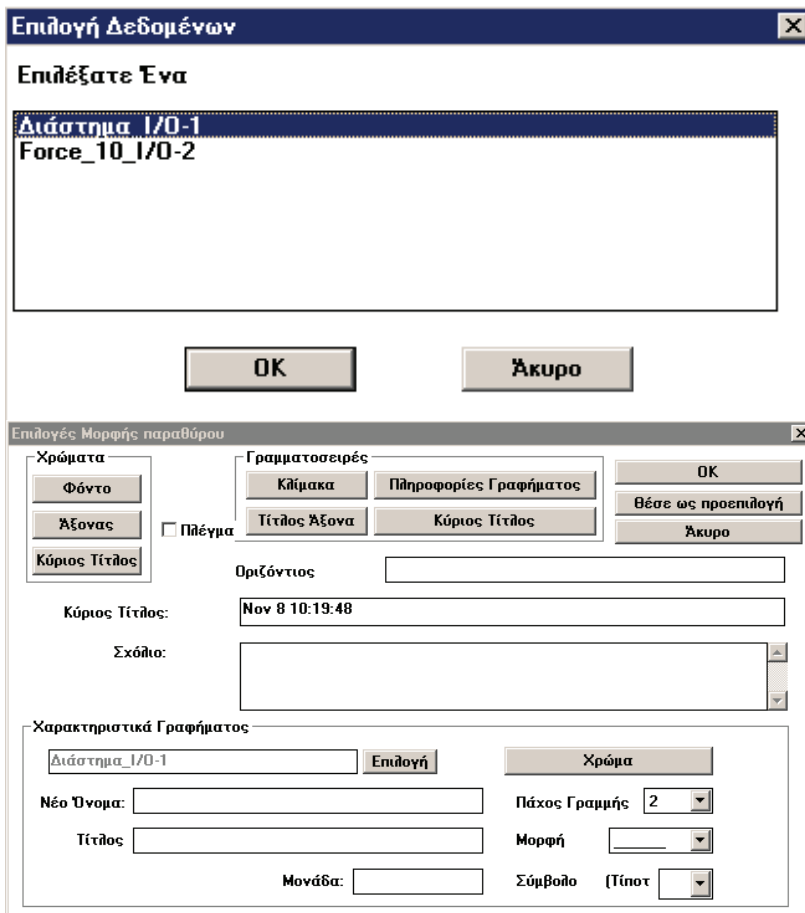 Επιλογή Δεδομένων
Επιλέξατε Ένα
Διάστημα_I/O-1
Force_10_I/O-2
OK
Άκυρο
Επιλογές Μορφής παραθύρου
Χρώματα
Φόντο
Άξονας
Κύριος Τίτλος
Πλέγμα
Γραμματοσειρές
Κλίμακα
Πληροφορίες Γραφήματος
Τίτλος Άξονα
Κύριος Τίτλος
OK
Θέσε ως προεπιλογή
Άκυρο
Οριζόντιος
Κύριος Τίτλος:
Nov 8 10:19:48
Σχόλιο:
Χαρακτηριστικά Γραφήματος
Διάστημα_I/O-1
Επιλογή
Χρώμα
Νέο Όνομα:
Πάχος Γραμμής 2
Τίτλος
Μορφή
Μονάδα:
Σύμβολο (Τίποτ